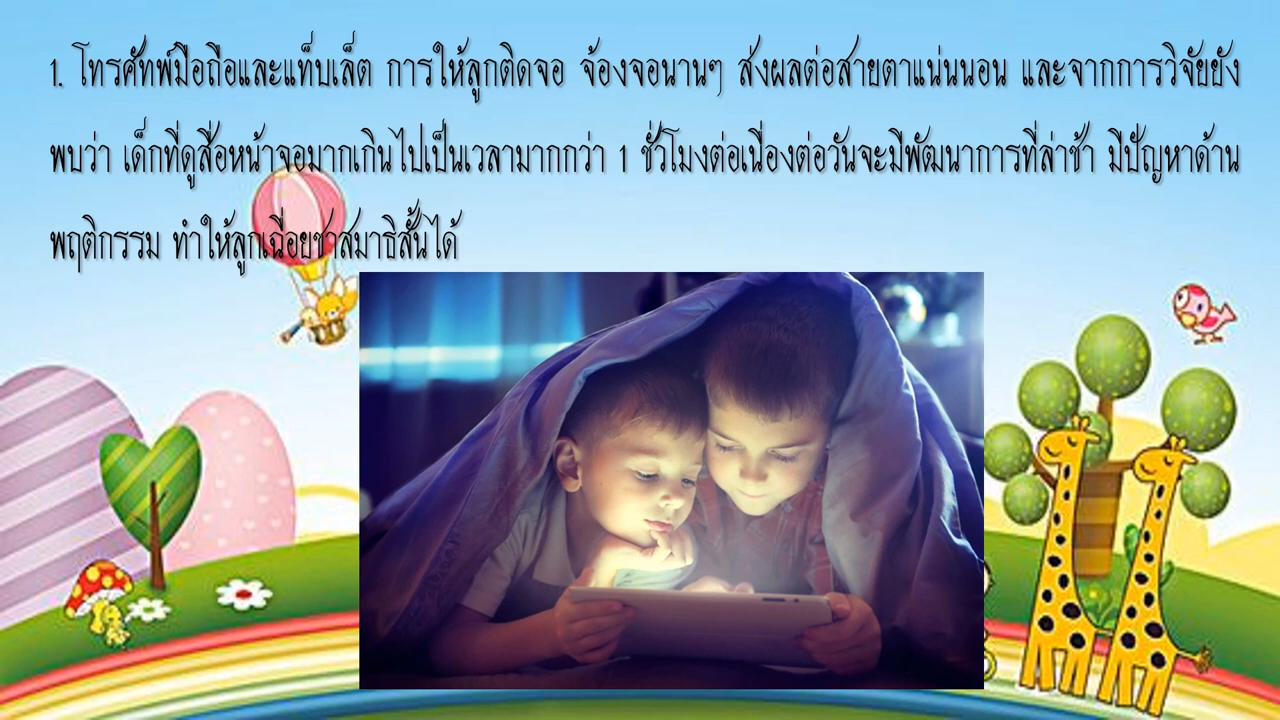 1. โทรศัทพ์มือถือและแท็บเล็ต การให้ลูกติดจอ จ้องจอนานๆ ส่งผลต่อสายตาแน่นนอน และจากการวิจัยยัง
พบว่า เด็กที่ดูสื่อหน้าจอมากเกินไปเป็นเวลามากกว่า 1 ชั่วโมงต่อเนื่องต่อวันจะมีพัฒนาการที่ล่าช้า มีปัญหาด้าน
พฤติกรรม ทำให้ลูกเฉื่อยชาสมาธิสั้นได้